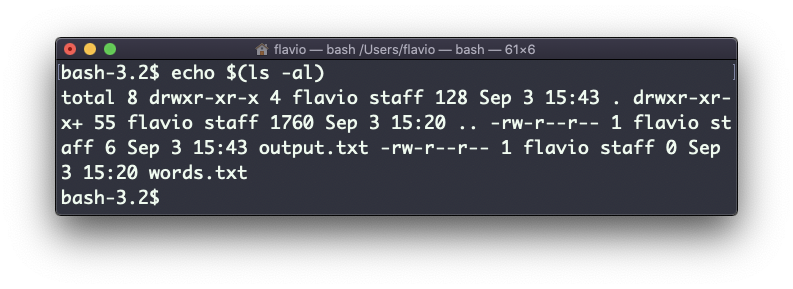 flavio — bash /Users/flavio — bash — 61×6
bash-3.2$ echo $(ls -al)
total 8 drwxr-xr-x 4 flavio staff 128 Sep 3 15:43 . drwxr-xr-
x+ 55 flavio staff 1760 Sep 3 15:20 .. -rw-r--r-- 1 flavio st
aff 6 Sep 3 15:43 output.txt -rw-r--r-- 1 flavio staff 0 Sep
3 15:20 words.txt
bash-3.2$